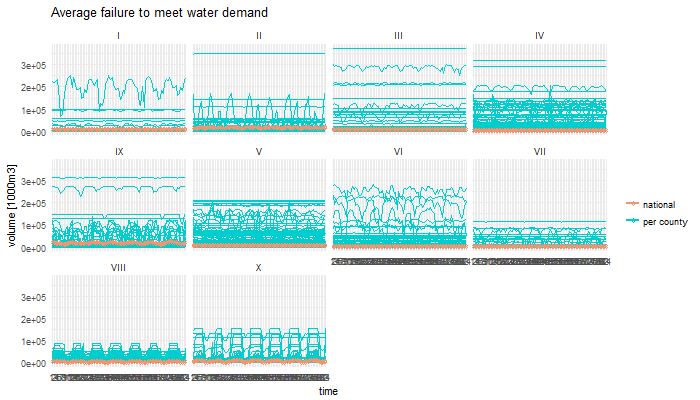 Average failure to meet water demand
I II III IV
3e+05
2e+05
1e+05
0e+00
IX V VI VII
3e+05
2e+05
1e+05
0e+00
VIII X
3e+05
2e+05
1e+05
0e+00
volume [1000m3]
time
national
per county